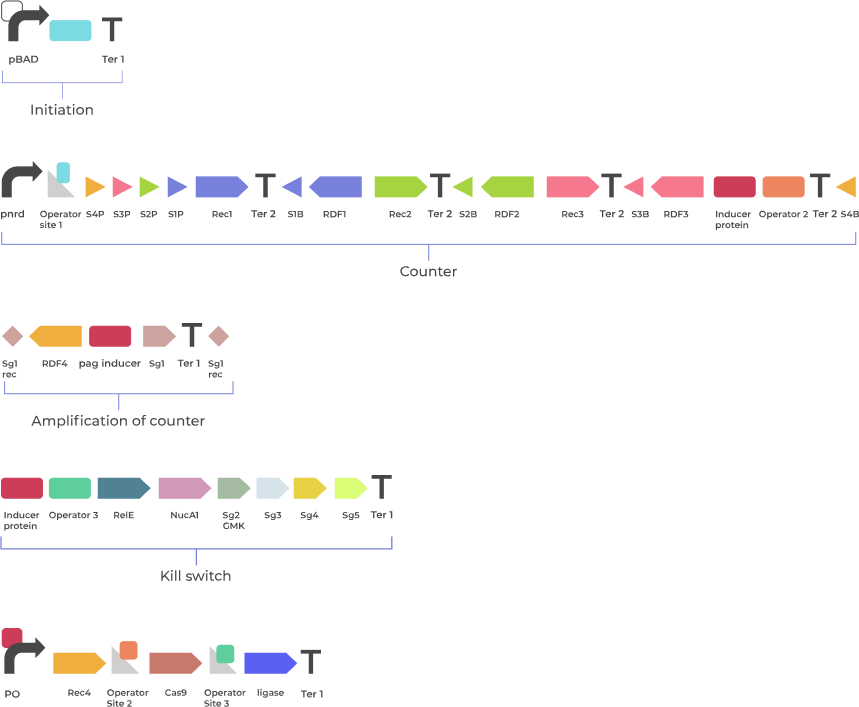 pBAD
Ter 1
Initiation
pnrd
Operator
site 1
S4P
S3P
S2P
S1P
Rec1
Ter 2
S1B
RDF1
Rec2
Ter 2
S2B
RDF2
Rec3
Ter 2
S3B
RDF3
Inducer
protein
Operator 2
Ter 2
S4B
Counter
Sg1
rec
RDF4
pag inducer
Sg1
Ter 1
Sg1
rec
Amplification of counter
Inducer
protein
Operator 3
RelE
NucA1
Sg2
GMK
Sg3
Sg4
Sg5
Ter 1
Kill switch
PO
Rec4
Operator
Site 2
Cas9
Operator
Site 3
ligase
Ter 1